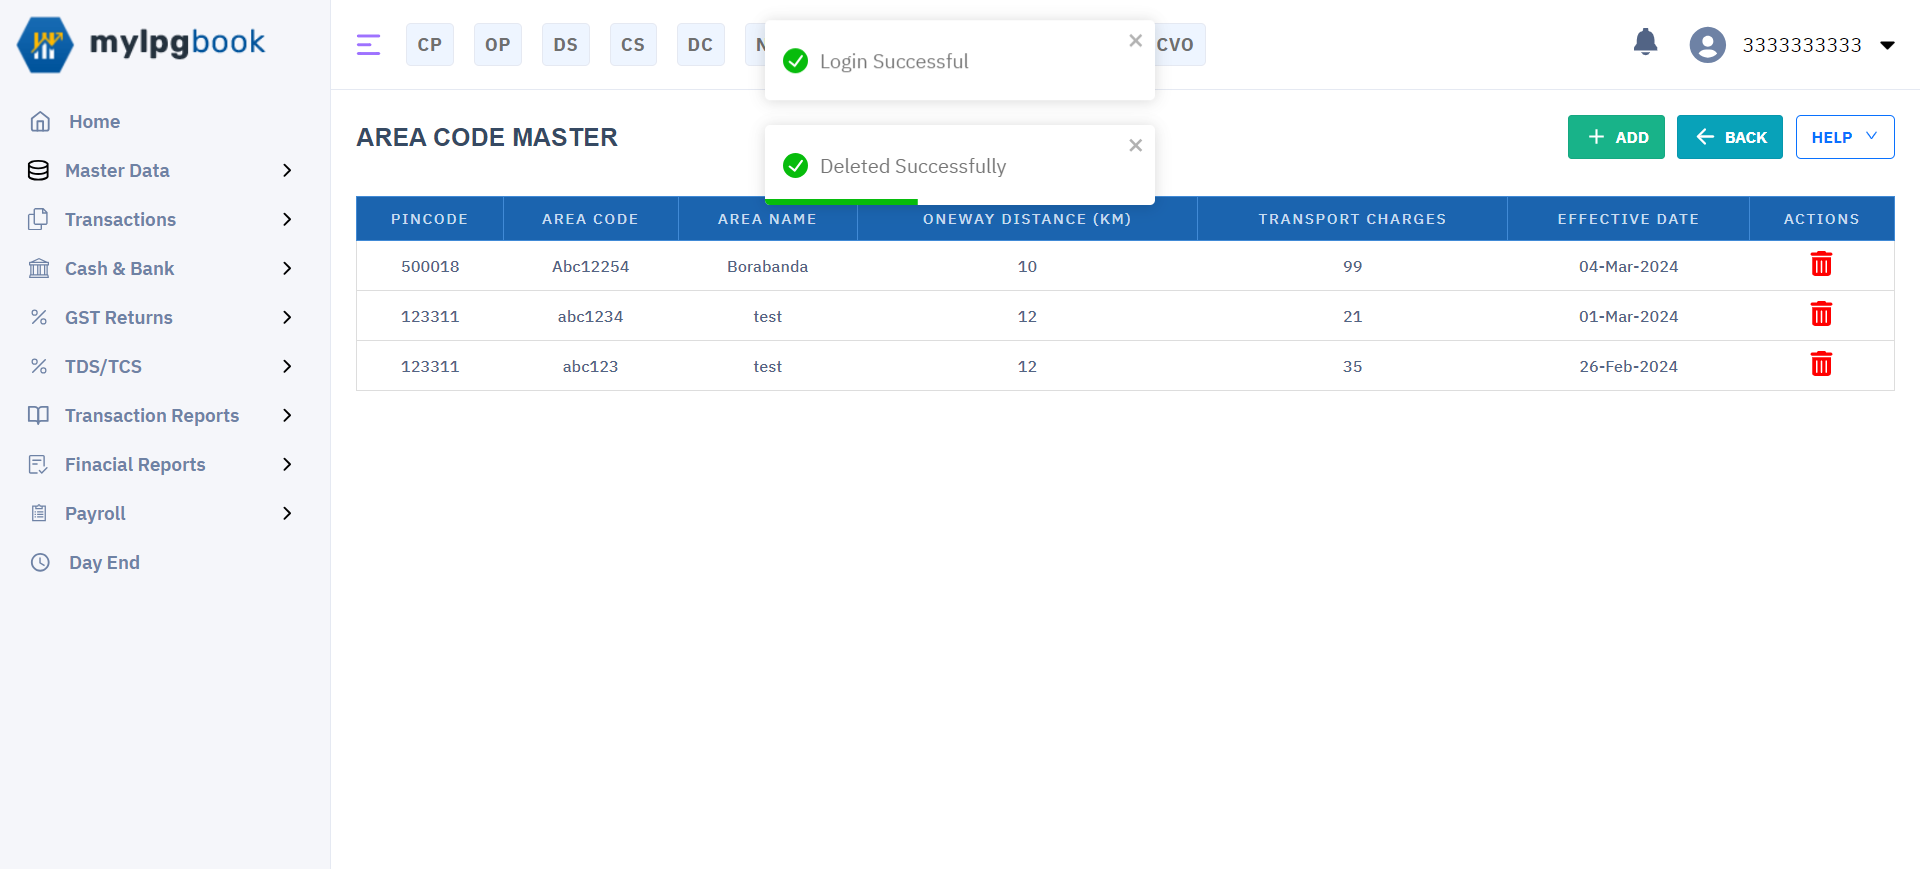 mylpgbook
CP OP DS CS DC CVO
3333333333
Login Successful
Home
Master Data
Transactions
Cash & Bank
GST Returns
TDS/TCS
Transaction Reports
Finacial Reports
Payroll
Day End
AREA CODE MASTER
Deleted Successfully
ADD BACK HELP
PINCODE AREA CODE AREA NAME ONEWAY DISTANCE (KM) TRANSPORT CHARGES EFFECTIVE DATE ACTIONS
500018 Abc12254 Borabanda 10 99 04-Mar-2024
123311 abc1234 test 12 21 01-Mar-2024
123311 abc123 test 12 35 26-Feb-2024